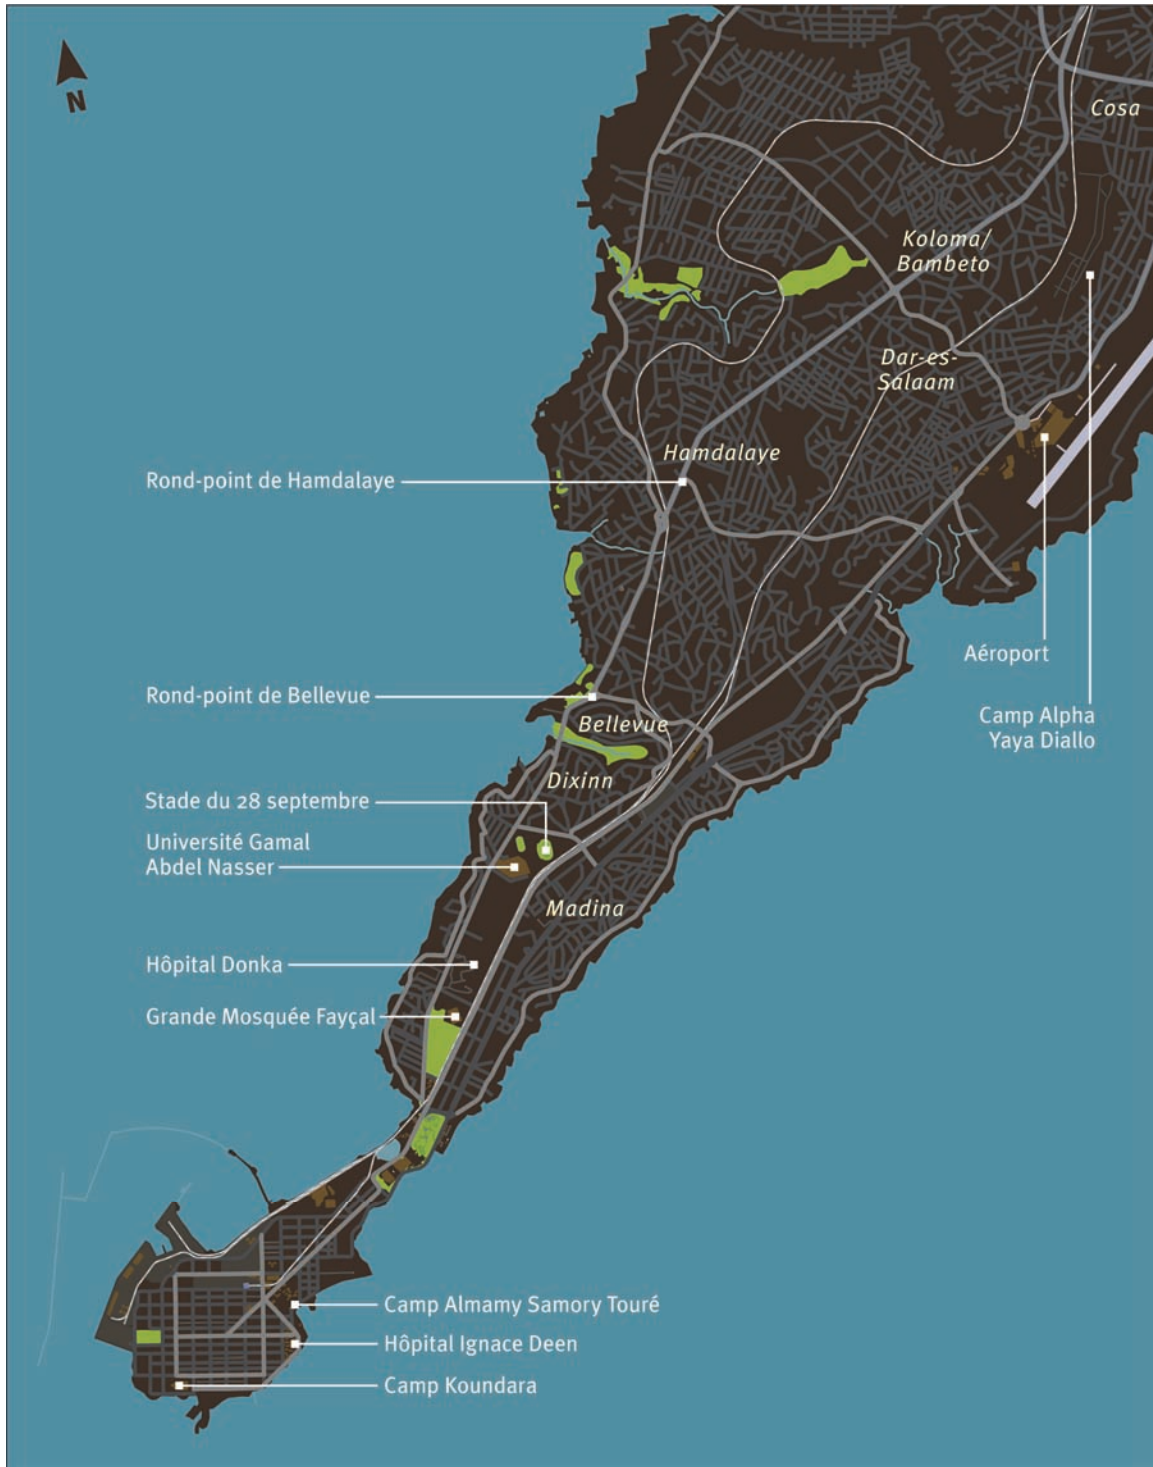 N
Cosa
Koloma/
Bambeto
Dar-es-
Salaam
Hamdalaye
Rond-point de Hamdalaye
Aéroport
Rond-point de Bellevue
Camp Alpha
Yaya Diallo
Bellevue
Dixinn
Stade du 28 septembre
Université Gamal
Abdel Nasser
Madina
Hôpital Donka
Grande Mosquée Fayçal
Camp Almamy Samory Touré
Hôpital Ignace Deen
Camp Koundara